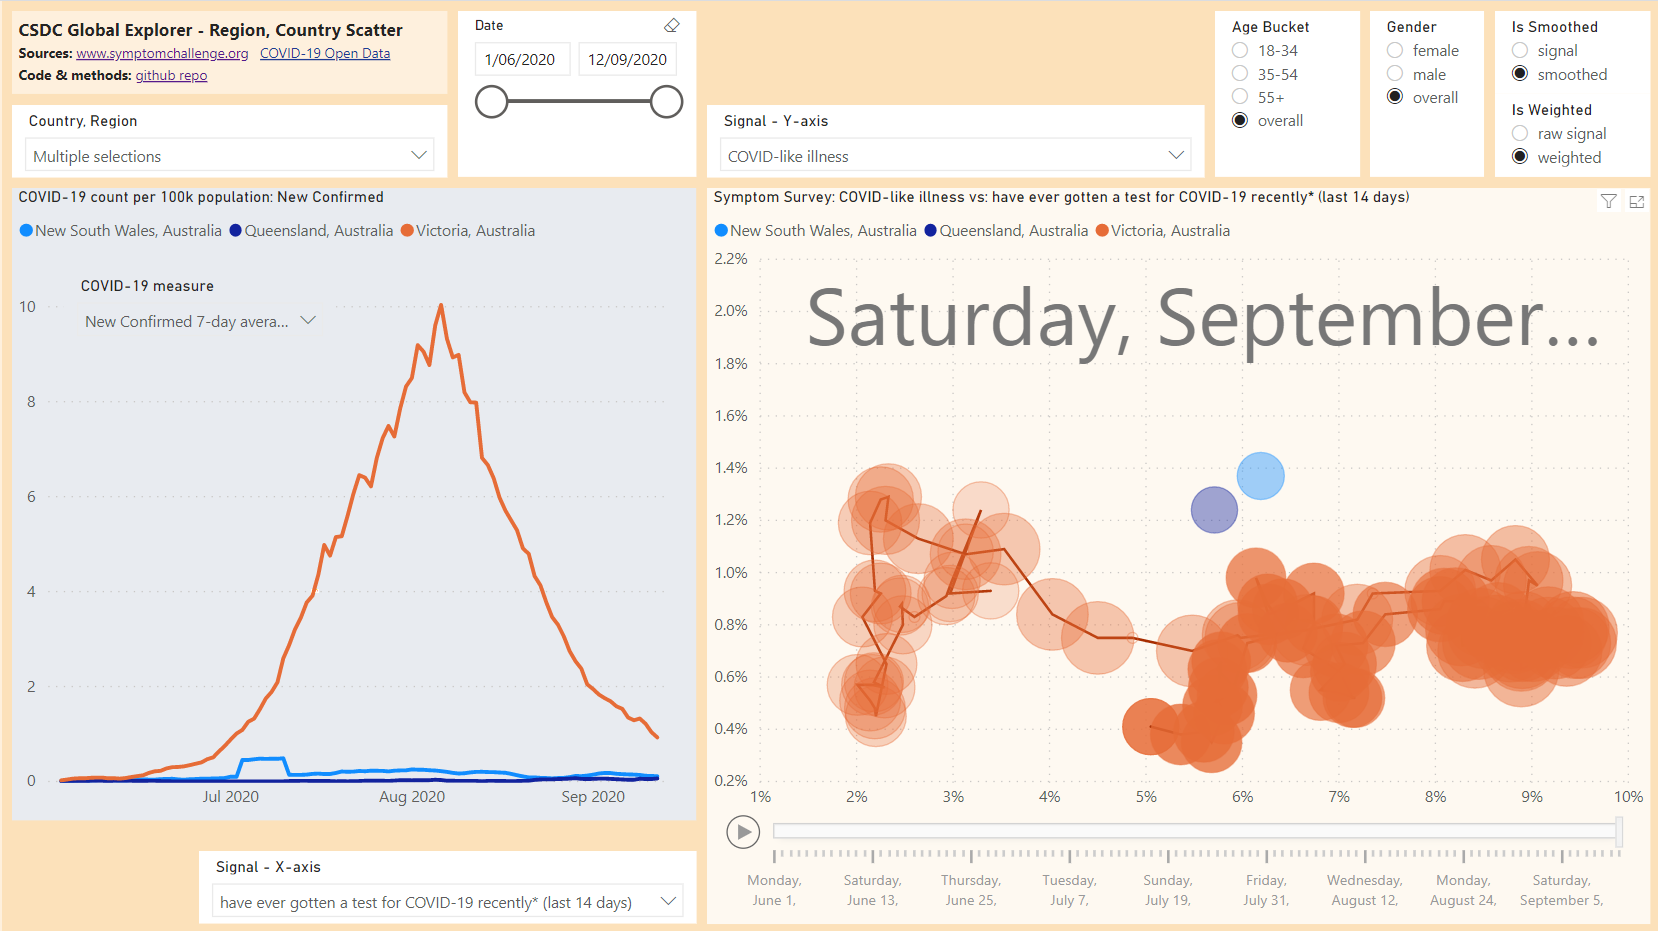 CSDC Global Explorer - Region, Country Scatter
Sources: www.symptomchallenge.org COVID-19 Open Data
Code & methods: github repo
Date
1/06/2020 12/09/2020
Country, Region
Multiple selections
Signal - Y-axis
COVID-like illness
Age Bucket
18-34
35-54
55+
overall
Gender
female
male
overall
Is Smoothed
signal
smoothed
Is Weighted
raw signal
weighted
COVID-19 count per 100k population: New Confirmed
New South Wales, Australia Queensland, Australia Victoria, Australia
COVID-19 measure
New Confirmed 7-day avera...
10
8
6
4
2
0
Jul 2020 Aug 2020 Sep 2020
Signal - X-axis
have ever gotten a test for COVID-19 recently* (last 14 days)
Symptom Survey: COVID-like illness vs: have ever gotten a test for COVID-19 recently* (last 14 days)
New South Wales, Australia Queensland, Australia Victoria, Australia
Saturday, September...
2.2%
2.0%
1.8%
1.6%
1.4%
1.2%
1.0%
0.8%
0.6%
0.4%
0.2%
1% 2% 3% 4% 5% 6% 7% 8% 9% 10%
Monday, Saturday, Thursday, Tuesday, Sunday, Friday, Wednesday, Monday, Saturday,
June 1, June 13, June 25, July 7, July 19, July 31, August 12, August 24, September 5,